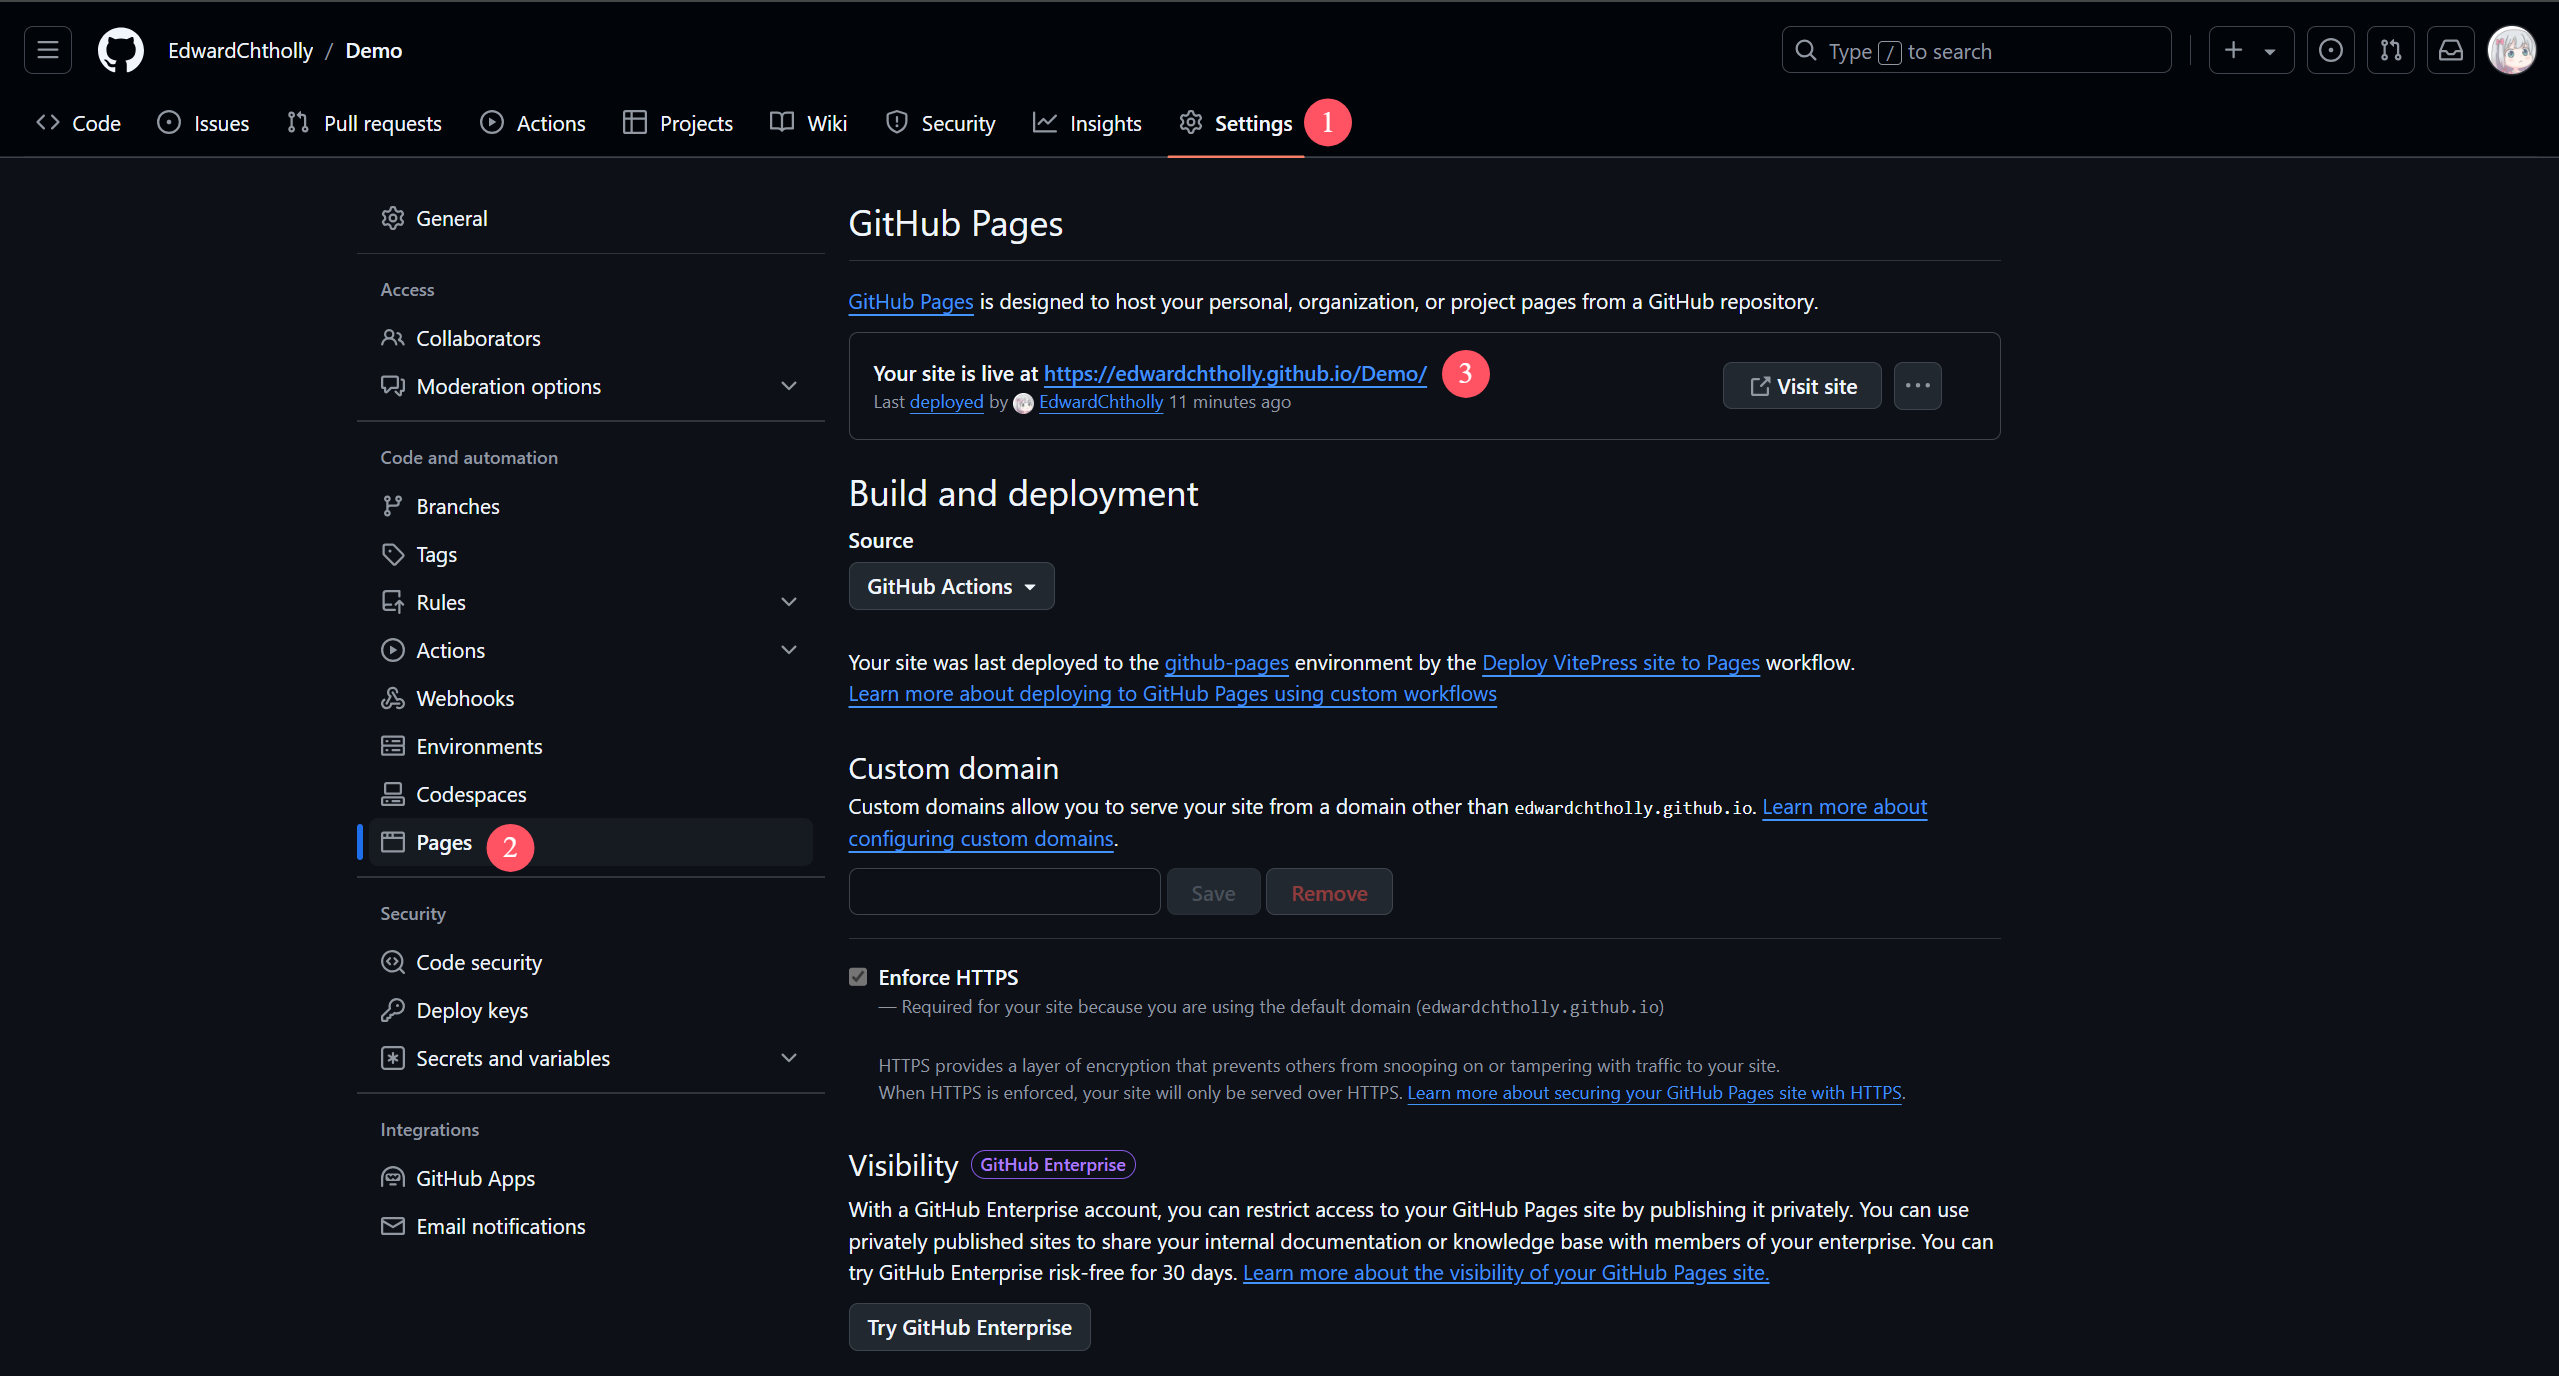 EdwardChtholly / Demo
Type / to search
Code
Issues
Pull requests
Actions
Projects
Wiki
Security
Insights
Settings
1
General
Access
Collaborators
Moderation options
Code and automation
Branches
Tags
Rules
Actions
Webhooks
Environments
Codespaces
Pages
2
Security
Code security
Deploy keys
Secrets and variables
Integrations
GitHub Apps
Email notifications
GitHub Pages
GitHub Pages is designed to host your personal, organization, or project pages from a GitHub repository.
Your site is live at https://edwardchtholly.github.io/Demo/
3
Last deployed by EdwardChtholly 11 minutes ago
Visit site
Build and deployment
Source
GitHub Actions
Your site was last deployed to the github-pages environment by the Deploy VitePress site to Pages workflow.
Learn more about deploying to GitHub Pages using custom workflows
Custom domain
Custom domains allow you to serve your site from a domain other than edwardchtholly.github.io. Learn more about
configuring custom domains.
Save
Remove
Enforce HTTPS
— Required for your site because you are using the default domain (edwardchtholly.github.io)
HTTPS provides a layer of encryption that prevents others from snooping on or tampering with traffic to your site.
When HTTPS is enforced, your site will only be served over HTTPS. Learn more about securing your GitHub Pages site with HTTPS.
Visibility
GitHub Enterprise
With a GitHub Enterprise account, you can restrict access to your GitHub Pages site by publishing it privately. You can use
privately published sites to share your internal documentation or knowledge base with members of your enterprise. You can
try GitHub Enterprise risk-free for 30 days. Learn more about the visibility of your GitHub Pages site.
Try GitHub Enterprise